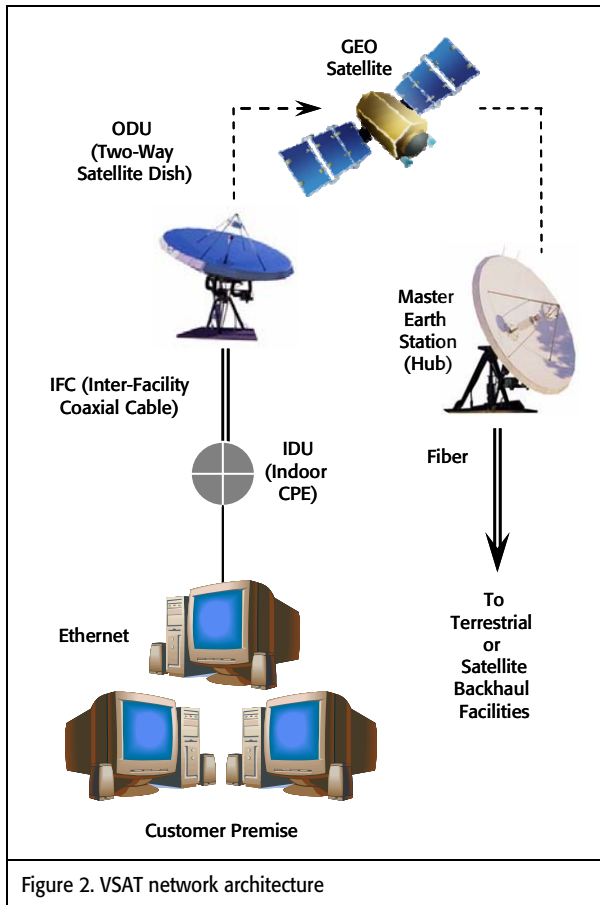 GEO
Satellite
ODU
(Two-Way
Satellite Dish)
Master
Earth
Station
(Hub)
IFC (Inter-Facility
Coaxial Cable)
IDU
(Indoor
CPE)
Fiber
Ethernet
To
Terrestrial
or
Satellite
Backhaul
Facilities
Customer Premise
Figure 2. VSAT network architecture